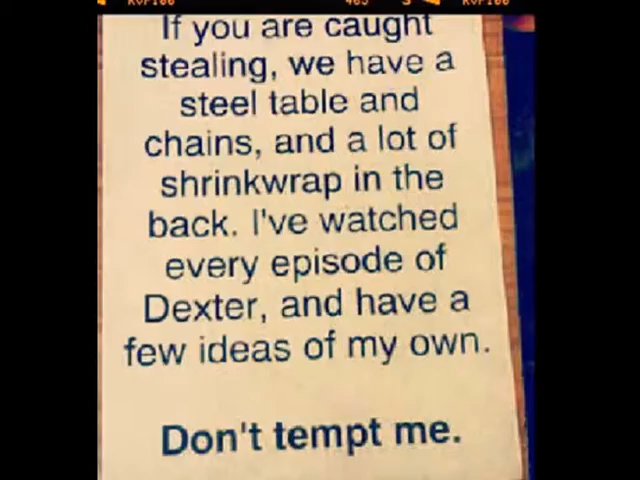 KVP160
If you are caught
stealing, we have a
steel table and
chains, and a lot of
shrinkwrap in the
back. I've watched
every episode of
Dexter, and have a
few ideas of my own.
Don't tempt me.